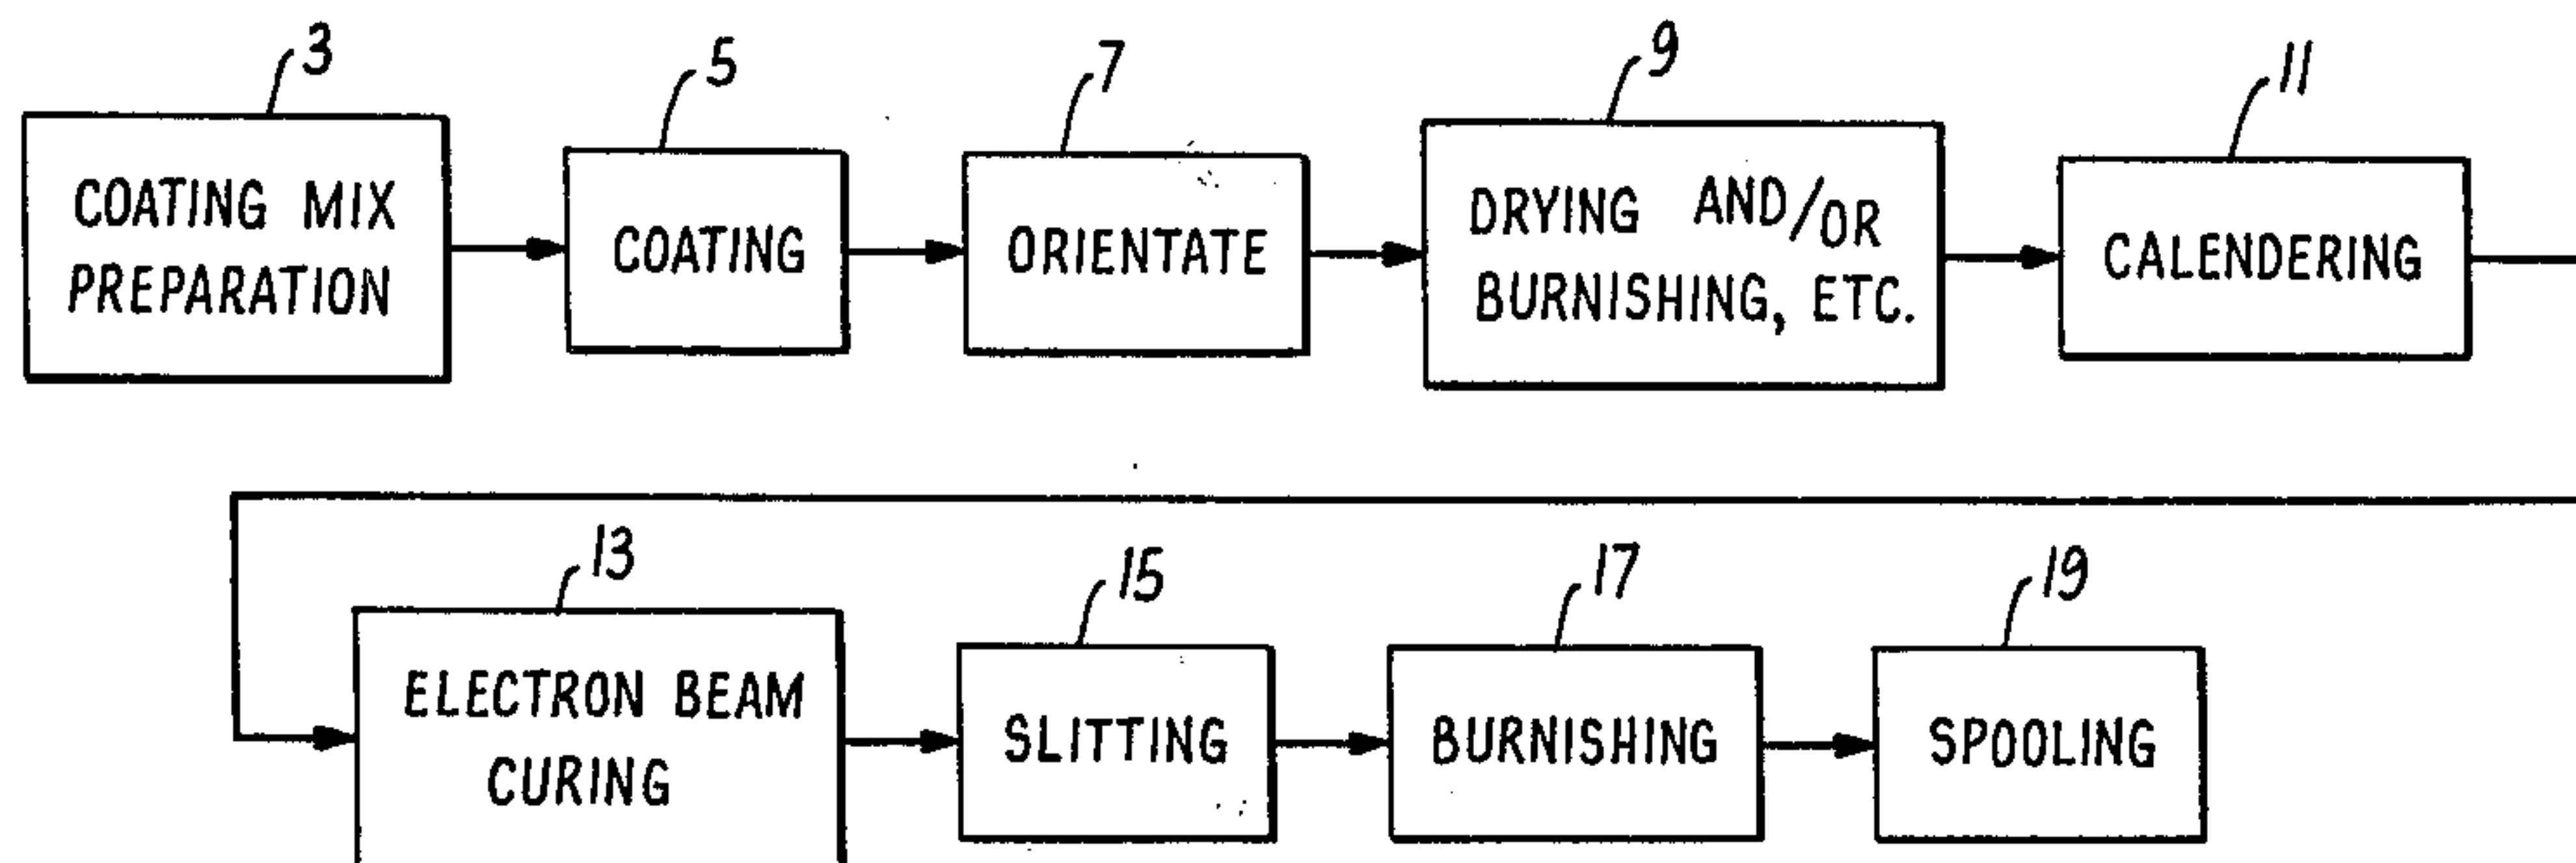 3
5
7
9
11
COATING MIX
PREPARATION
COATING
ORIENTATE
DRYING AND/OR
BURNISHING, ETC.
CALENDERING
13
15
17
19
ELECTRON BEAM
CURING
SLITTING
BURNISHING
SPOOLING